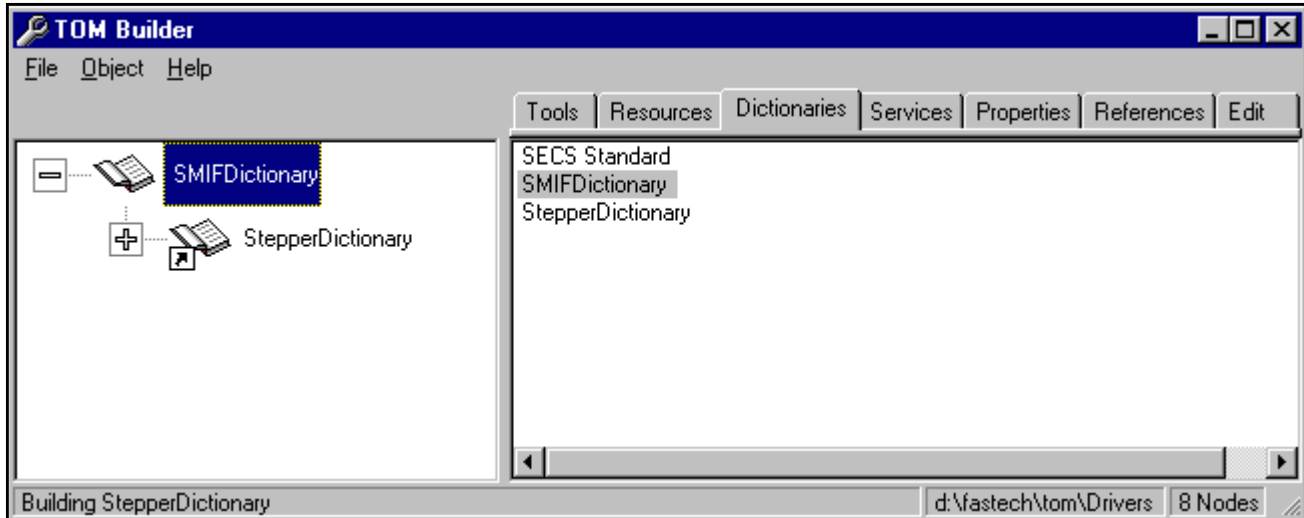 TOM Builder
File Object Help
Tools Resources Dictionaries Services Properties References Edit
SMIFDictionary
StepperDictionary
SECS Standard
SMIFDictionary
StepperDictionary
Building StepperDictionary d:\fastech\tom\Drivers 8 Nodes